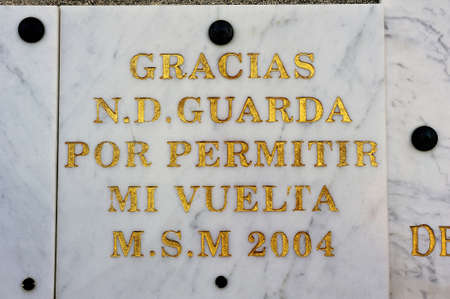 GRACIAS
N.D.GUARDA
POR PERMITIR
MI VUELTA
M.S.M 2004